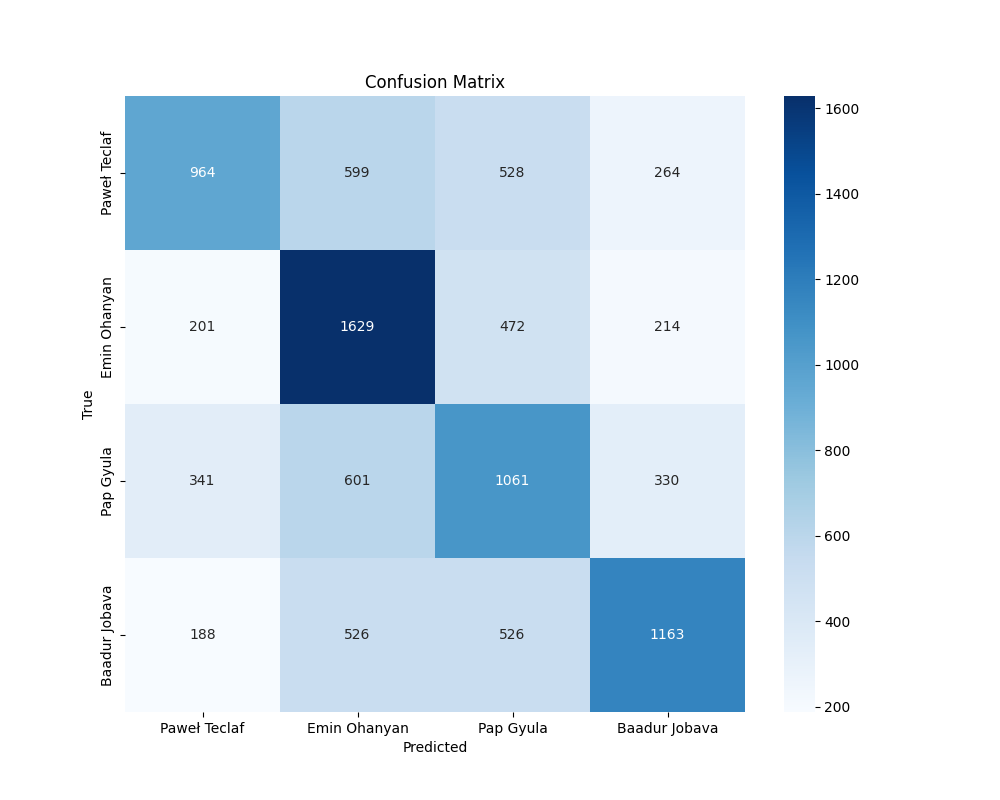 Confusion Matrix
Paweł Teclaf
964 599 528 264
Emin Ohanyan
201 1629 472 214
Pap Gyula
341 601 1061 330
Baadur Jobava
188 526 526 1163
True
Paweł Teclaf Emin Ohanyan Pap Gyula Baadur Jobava
Predicted
1600
1400
1200
1000
800
600
400
200